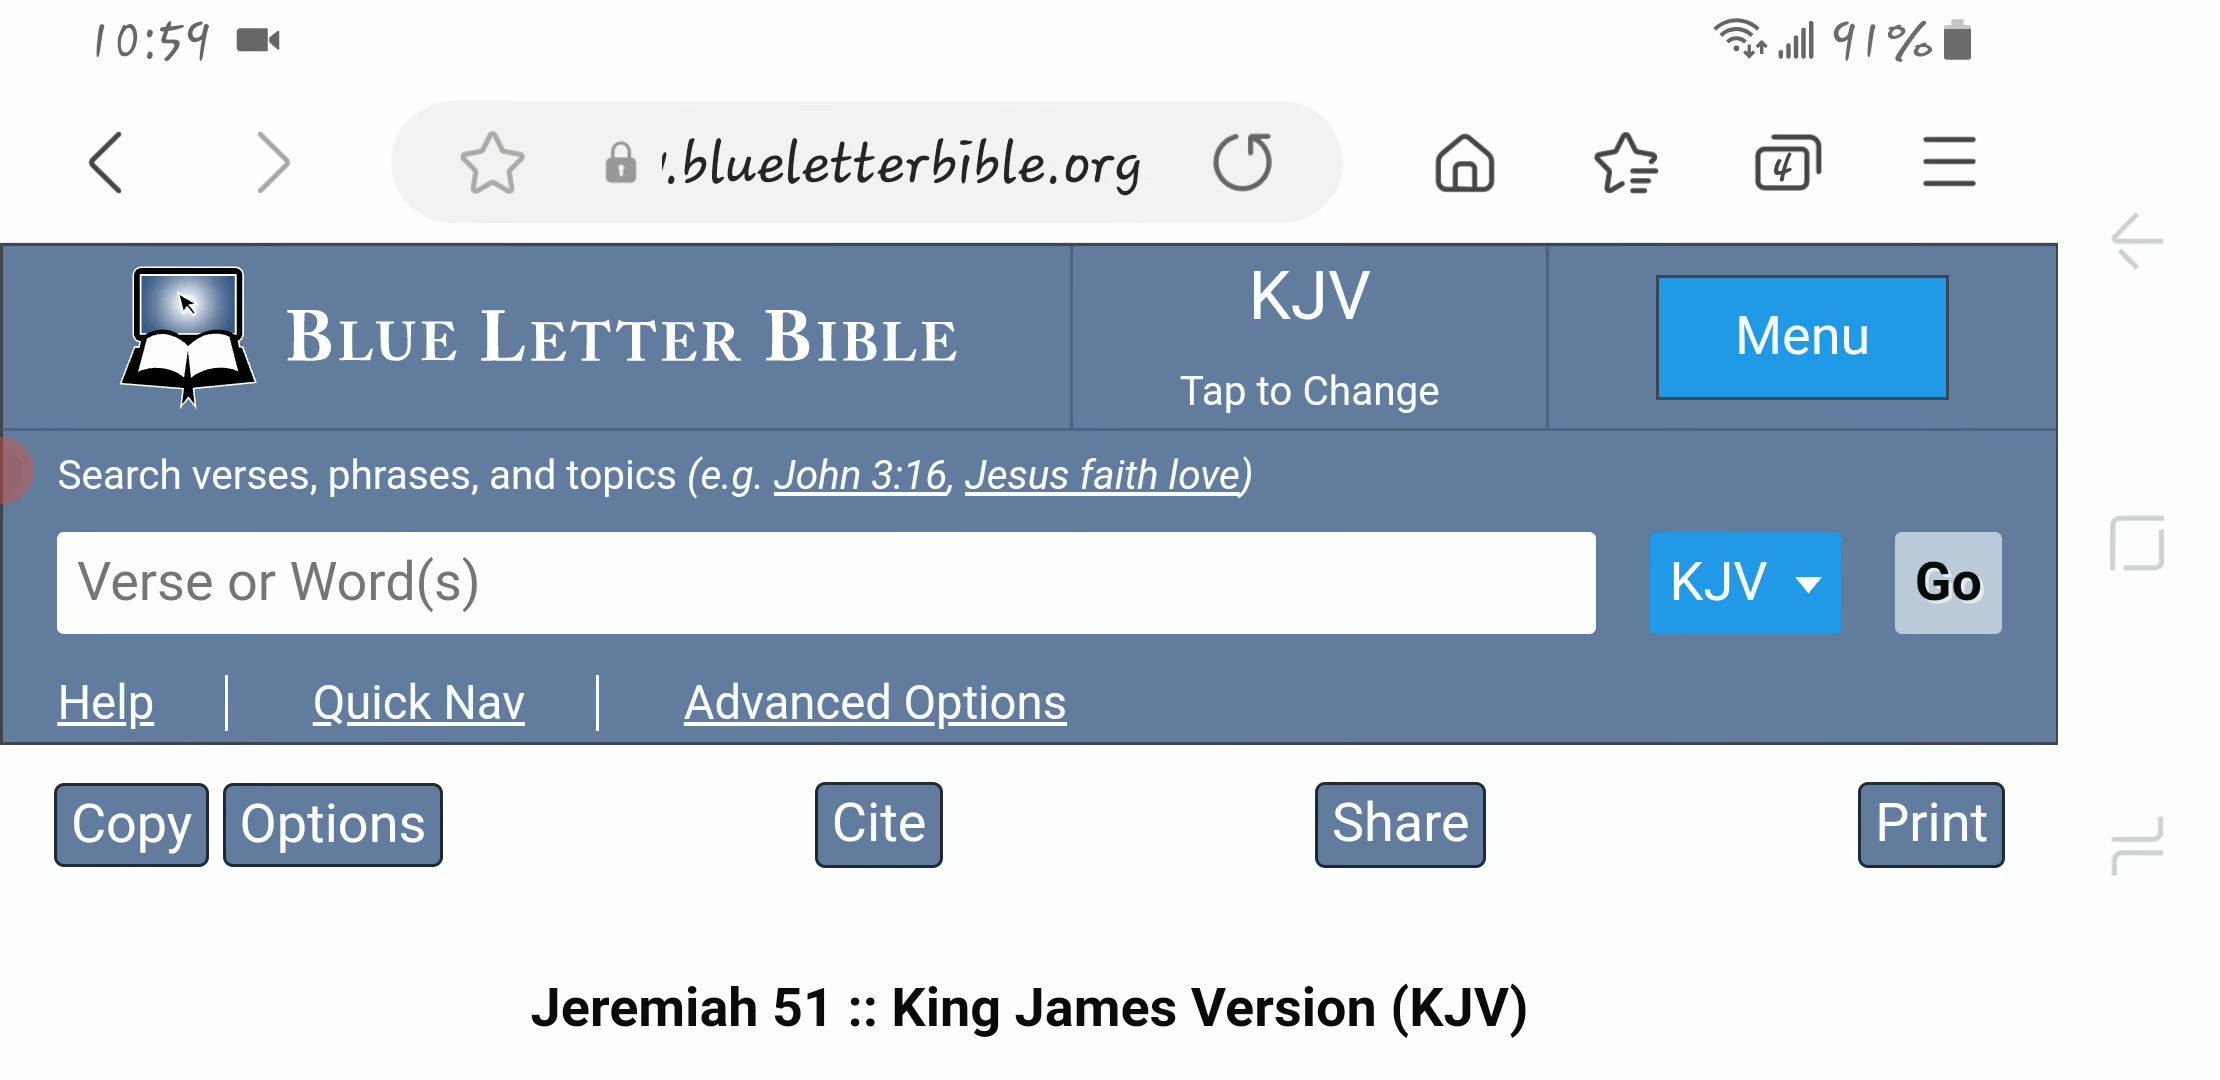 10:59 91%
.blueletterbible.org 4
BLUE LETTER BIBLE
KJV
Tap to Change
Menu
Search verses, phrases, and topics (e.g. John 3:16, Jesus faith love)
Verse or Word(s) KJV Go
Help Quick Nav Advanced Options
Copy Options Cite Share Print
Jeremiah 51 :: King James Version (KJV)